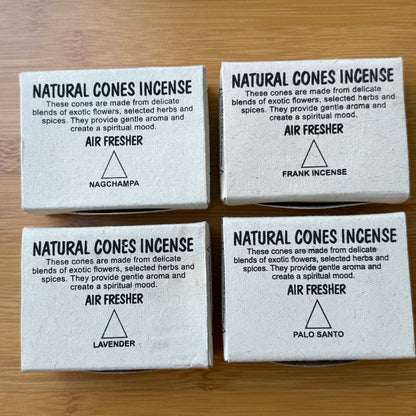 NATURAL CONES INCENSE
These cones are made from delicate
blends of exotic flowers, selected herbs and
spices. They provide gentle aroma and
create a spiritual mood.
AIR FRESHER
NAGCHAMPA
NATURAL CONES INCENSE
These cones are made from delicate
blends of exotic flowers, selected herbs and
spices. They provide gentle aroma and
create a spiritual mood.
AIR FRESHER
FRANK INCENSE
NATURAL CONES INCENSE
These cones are made from delicate
blends of exotic flowers, selected herbs and
spices. They provide gentle aroma and
create a spiritual mood.
AIR FRESHER
LAVENDER
NATURAL CONES INCENSE
These cones are made from delicate
blends of exotic flowers, selected herbs and
spices. They provide gentle aroma and
create a spiritual mood.
AIR FRESHER
PALO SANTO